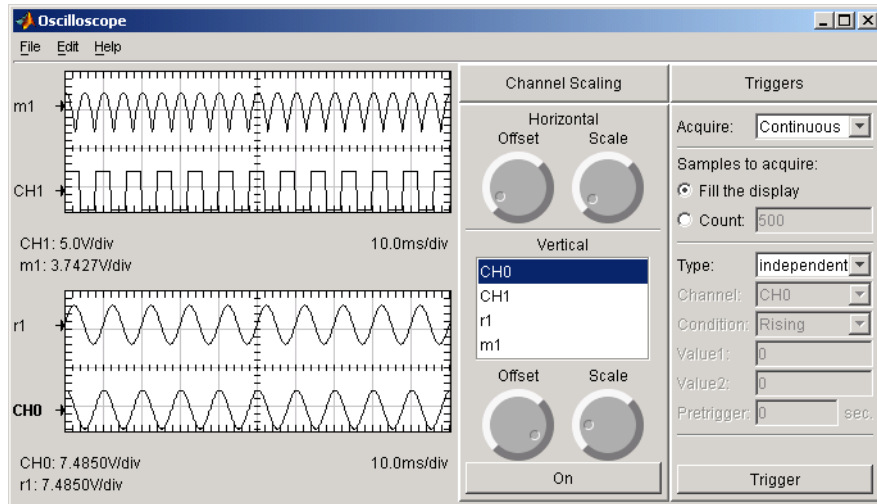 Oscilloscope
File Edit Help
m1
CH1
CH1: 5.0V/div 10.0ms/div
m1: 3.7427V/div
r1
CH0
CH0: 7.4850V/div 10.0ms/div
r1: 7.4850V/div
Channel Scaling
Horizontal
Offset Scale
Vertical
CH0
CH1
r1
m1
Offset Scale
On
Triggers
Acquire: Continuous
Samples to acquire:
Fill the display
Count: 500
Type: independent
Channel: CH0
Condition: Rising
Value1: 0
Value2: 0
Pretrigger: 0 sec.
Trigger